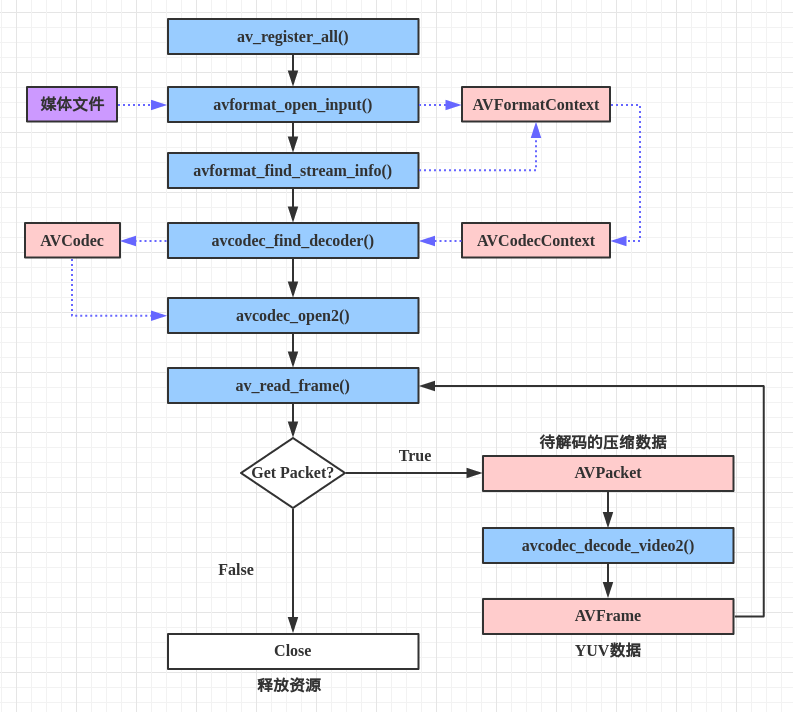 av_register_all()
媒体文件
avformat_open_input()
AVFormatContext
avformat_find_stream_info()
AVCodec
avcodec_find_decoder()
AVCodecContext
avcodec_open2()
av_read_frame()
Get Packet?
True
待解码的压缩数据
AVPacket
avcodec_decode_video2()
False
AVFrame
YUV数据
Close
释放资源